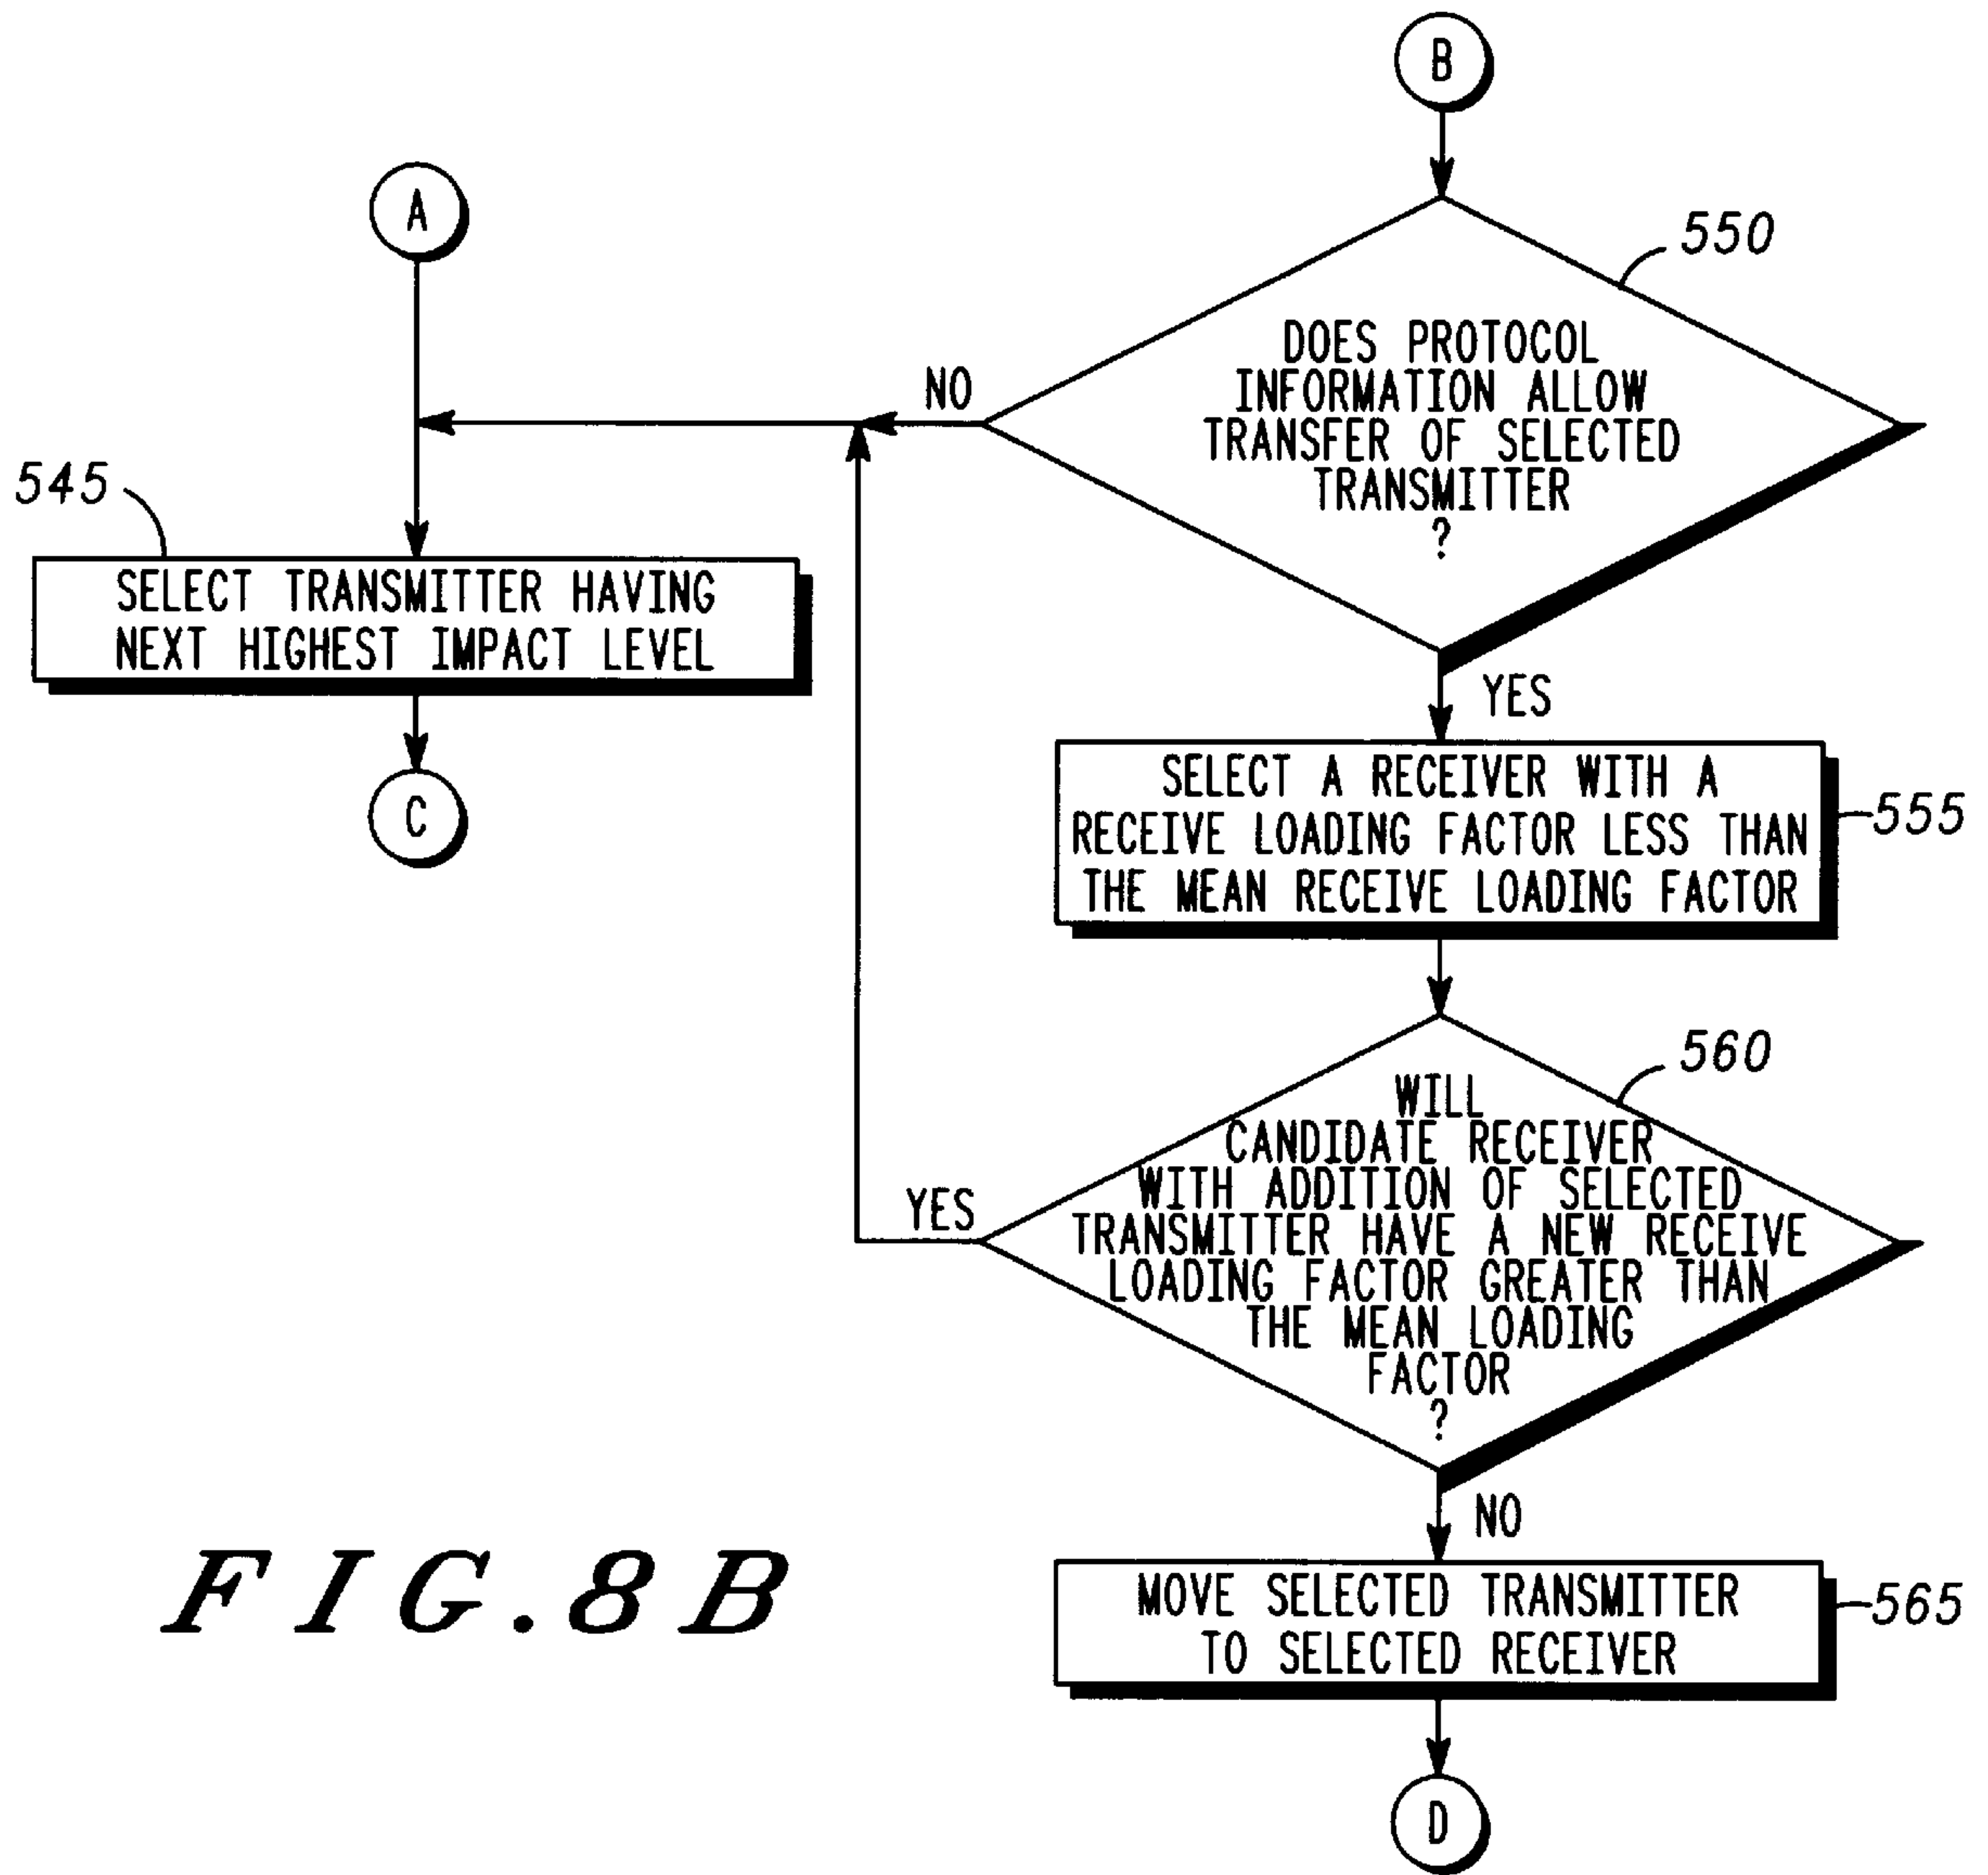 B
A
550
DOES PROTOCOL
INFORMATION ALLOW
TRANSFER OF SELECTED
TRANSMITTER
?
NO
545
SELECT TRANSMITTER HAVING
NEXT HIGHEST IMPACT LEVEL
YES
C
SELECT A RECEIVER WITH A
RECEIVE LOADING FACTOR LESS THAN
THE MEAN RECEIVE LOADING FACTOR
555
560
WILL
CANDIDATE RECEIVER
WITH ADDITION OF SELECTED
TRANSMITTER HAVE A NEW RECEIVE
LOADING FACTOR GREATER THAN
THE MEAN LOADING
FACTOR
?
YES
NO
MOVE SELECTED TRANSMITTER
TO SELECTED RECEIVER
565
D
FIG.8B